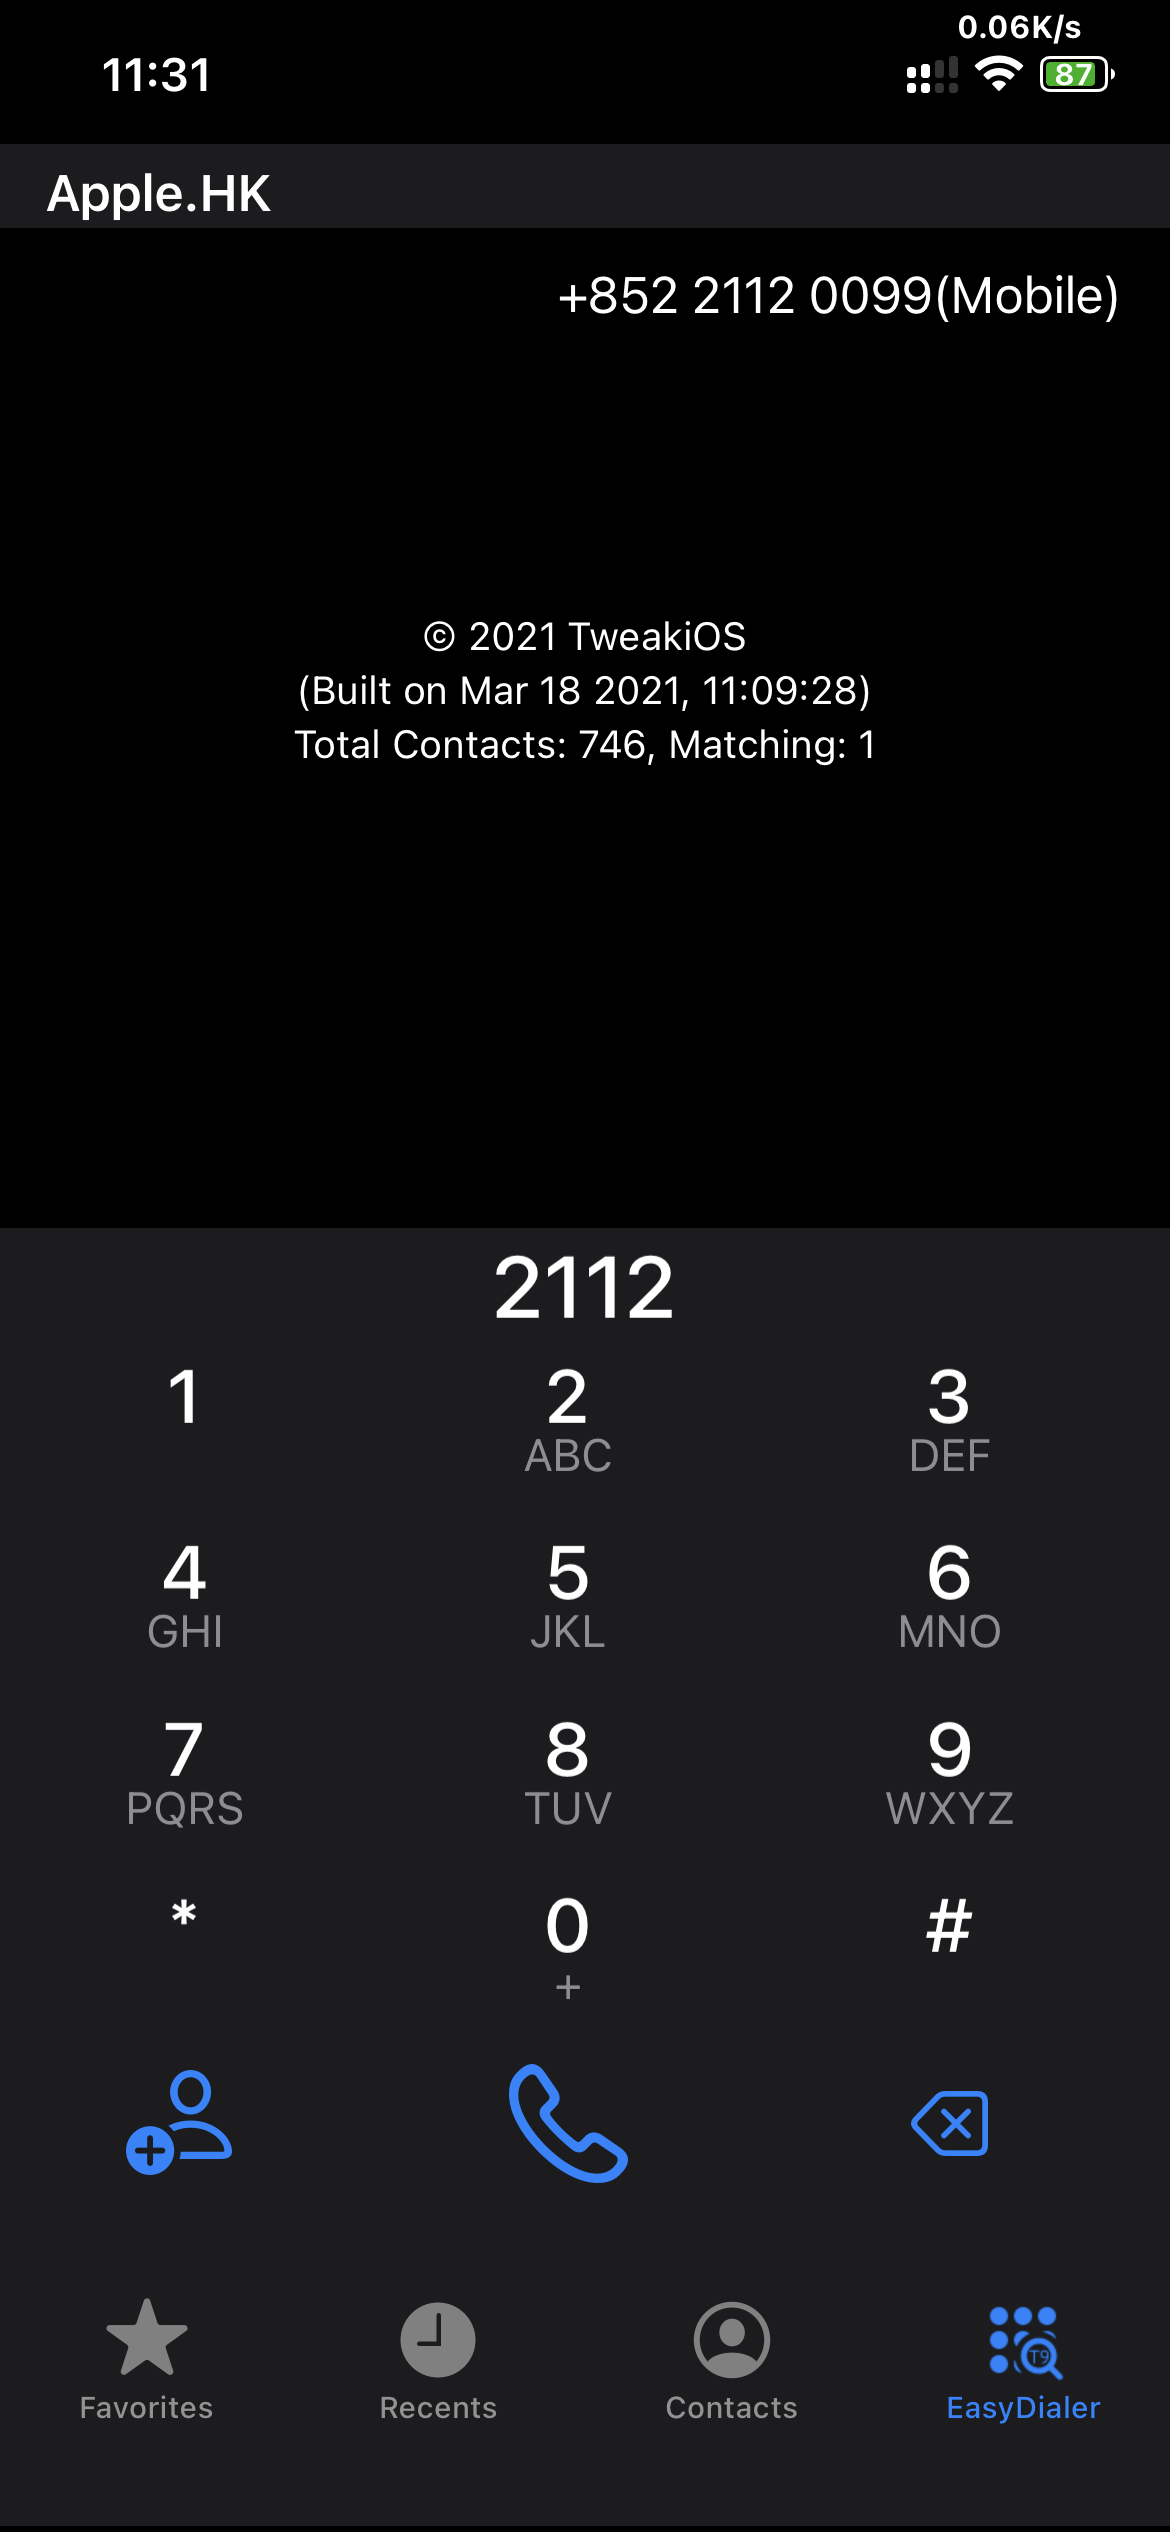 0.06K/s
11:31
87
Apple.HK
+852 2112 0099(Mobile)
© 2021 TweakiOS
(Built on Mar 18 2021, 11:09:28)
Total Contacts: 746, Matching: 1
2112
1 2 3
ABC DEF
4 5 6
GHI JKL MNO
7 8 9
PQRS TUV WXYZ
* 0 #
+
T9
Favorites Recents Contacts EasyDialer